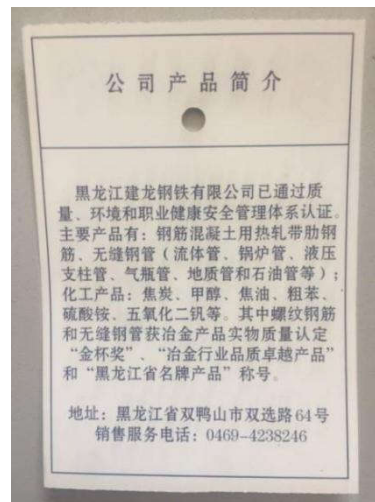 公司产品简介
黑龙江建龙钢铁有限公司已通过质
量、环境和职业健康安全管理体系认证。
主要产品有：钢筋混凝土用热轧带肋钢
筋、无缝钢管（流体管、锅炉管、液压
支柱管、气瓶管、地质管和石油管等）；
化工产品：焦炭、甲醇、焦油、粗苯、
硫酸铵、五氧化二钒等。其中螺纹钢筋
和无缝钢管获冶金产品实物质量认定
“金杯奖”、“冶金行业品质卓越产品”
和“黑龙江省名牌产品”称号。
地址：黑龙江省双鸭山市双选路64号
销售服务电话：0469-4238246